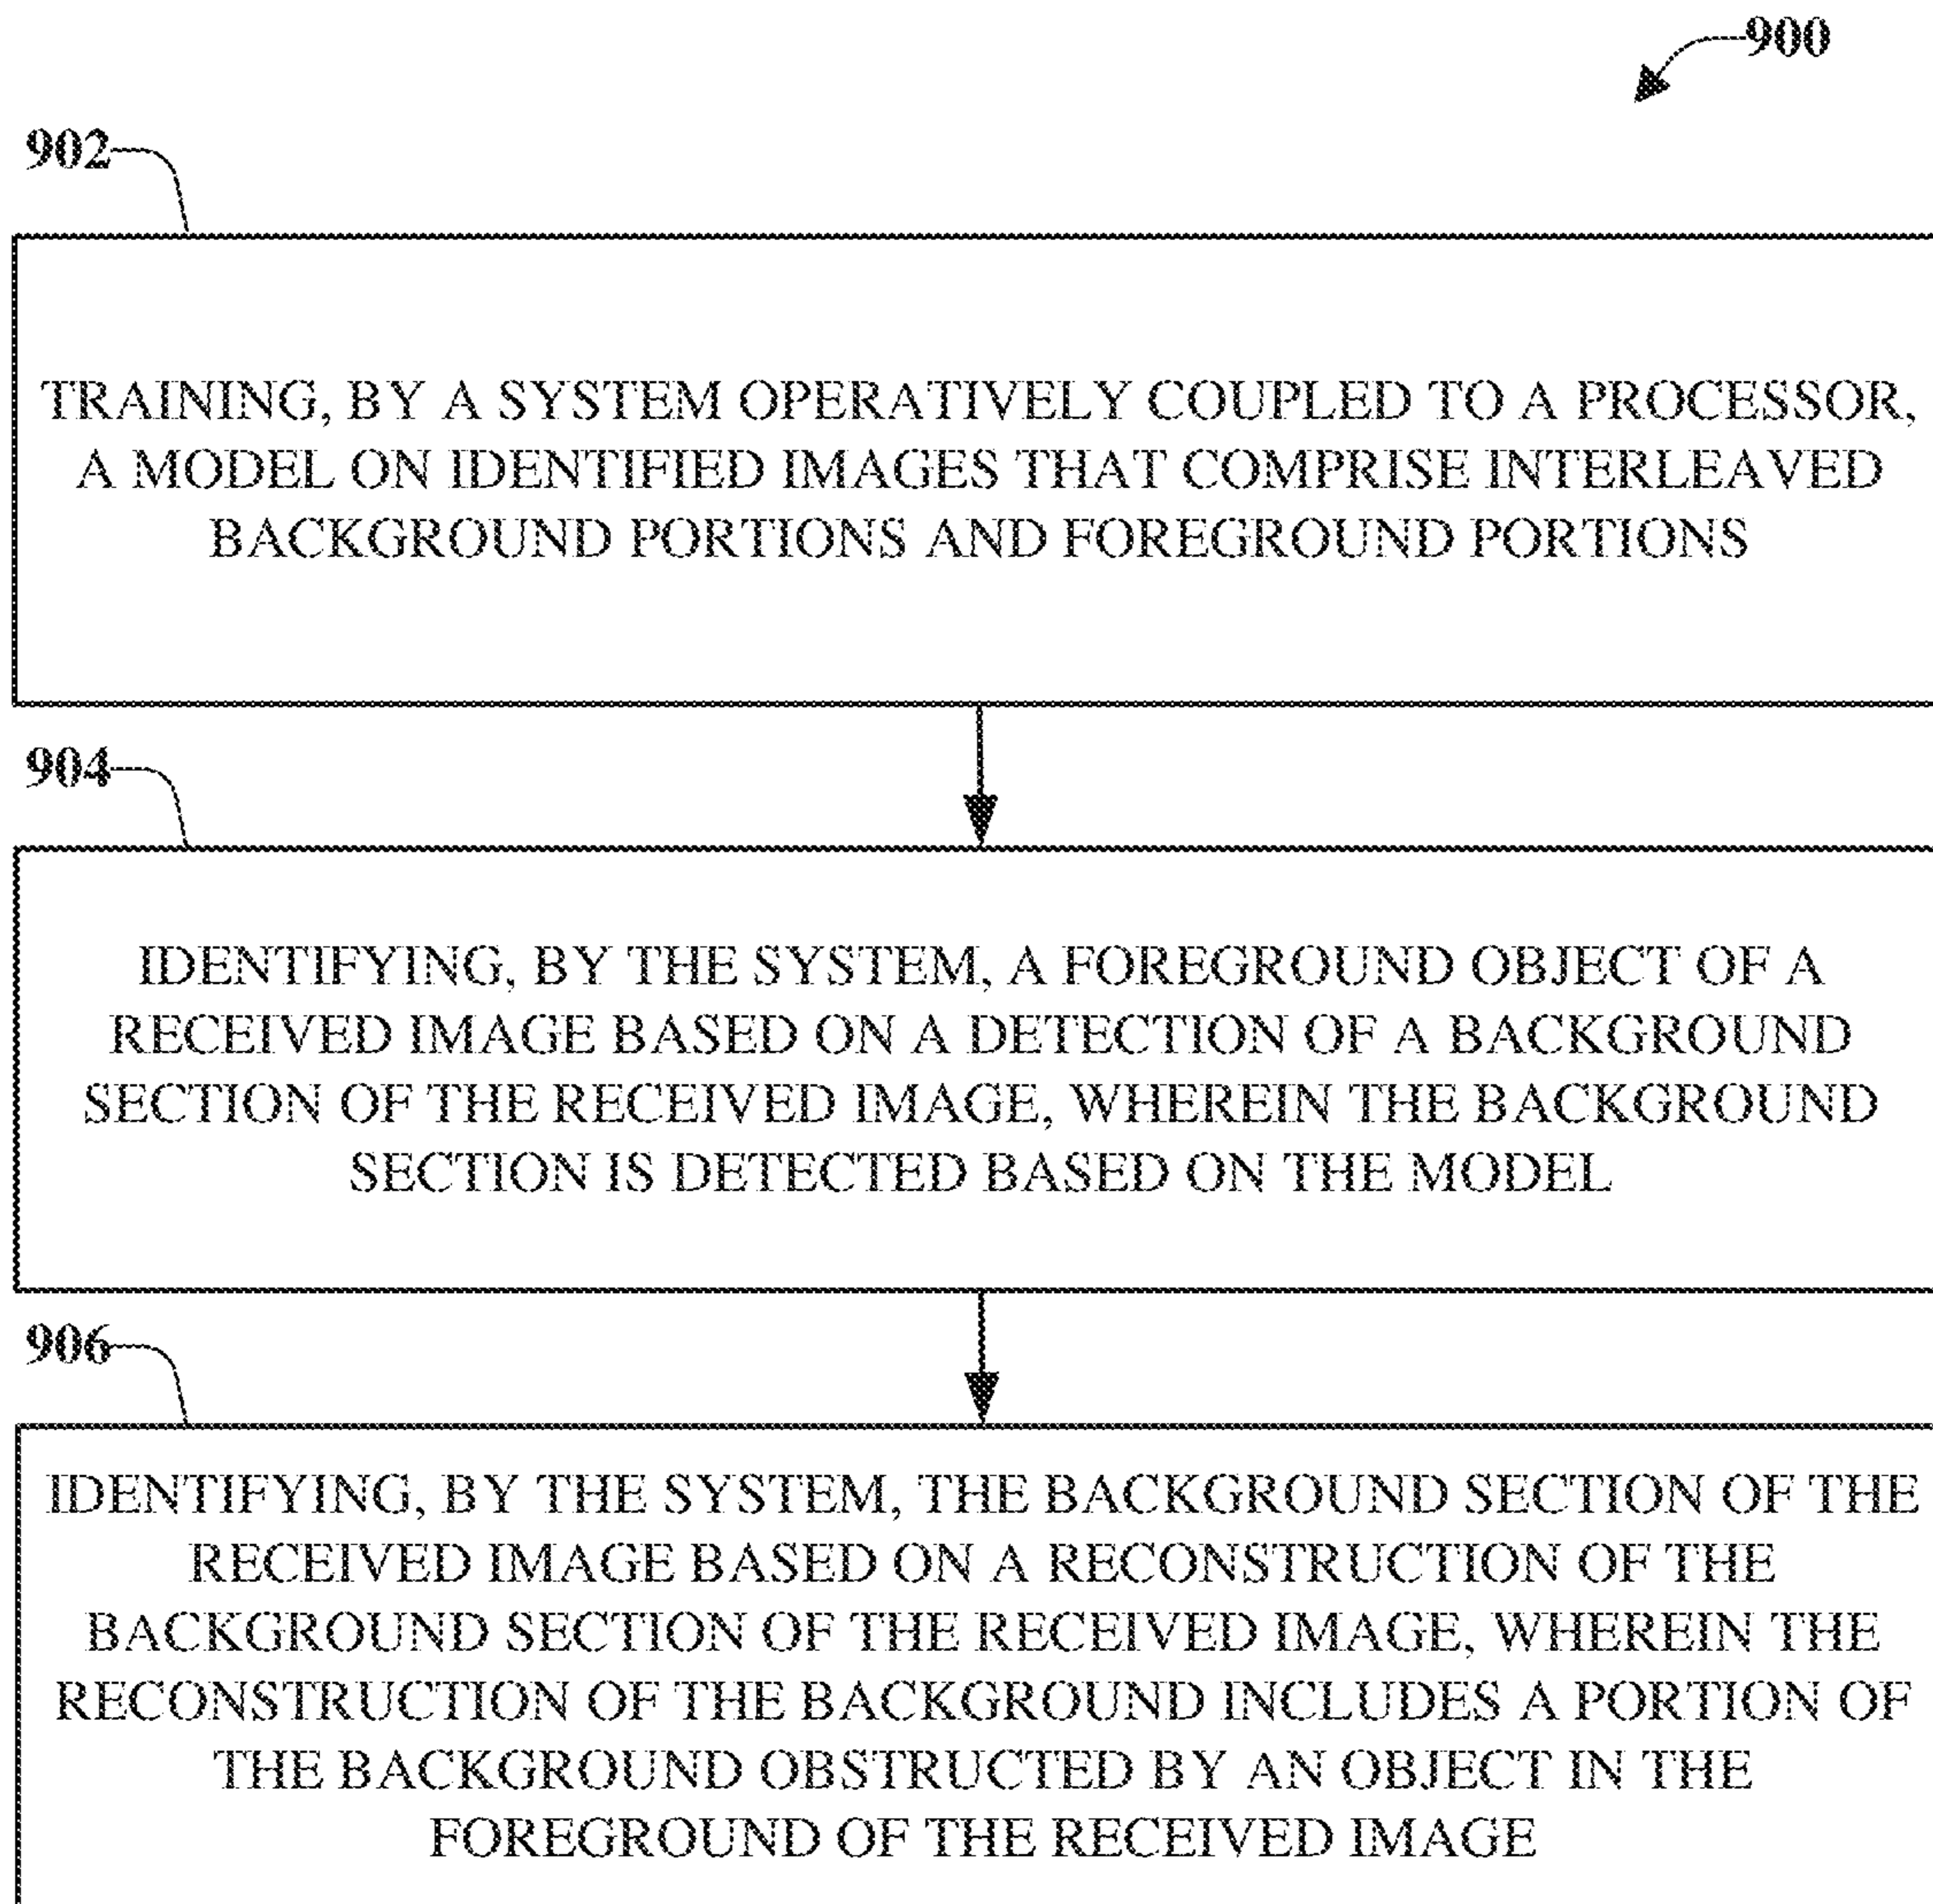 900
902
TRAINING, BY A SYSTEM OPERATIVELY COUPLED TO A PROCESSOR,
A MODEL ON IDENTIFIED IMAGES THAT COMPRISE INTERLEAVED
BACKGROUND PORTIONS AND FOREGROUND PORTIONS
904
IDENTIFYING, BY THE SYSTEM, A FOREGROUND OBJECT OF A
RECEIVED IMAGE BASED ON A DETECTION OF A BACKGROUND
SECTION OF THE RECEIVED IMAGE, WHEREIN THE BACKGROUND
SECTION IS DETECTED BASED ON THE MODEL
906
IDENTIFYING, BY THE SYSTEM, THE BACKGROUND SECTION OF THE
RECEIVED IMAGE BASED ON A RECONSTRUCTION OF THE
BACKGROUND SECTION OF THE RECEIVED IMAGE, WHEREIN THE
RECONSTRUCTION OF THE BACKGROUND INCLUDES A PORTION OF
THE BACKGROUND OBSTRUCTED BY AN OBJECT IN THE
FOREGROUND OF THE RECEIVED IMAGE